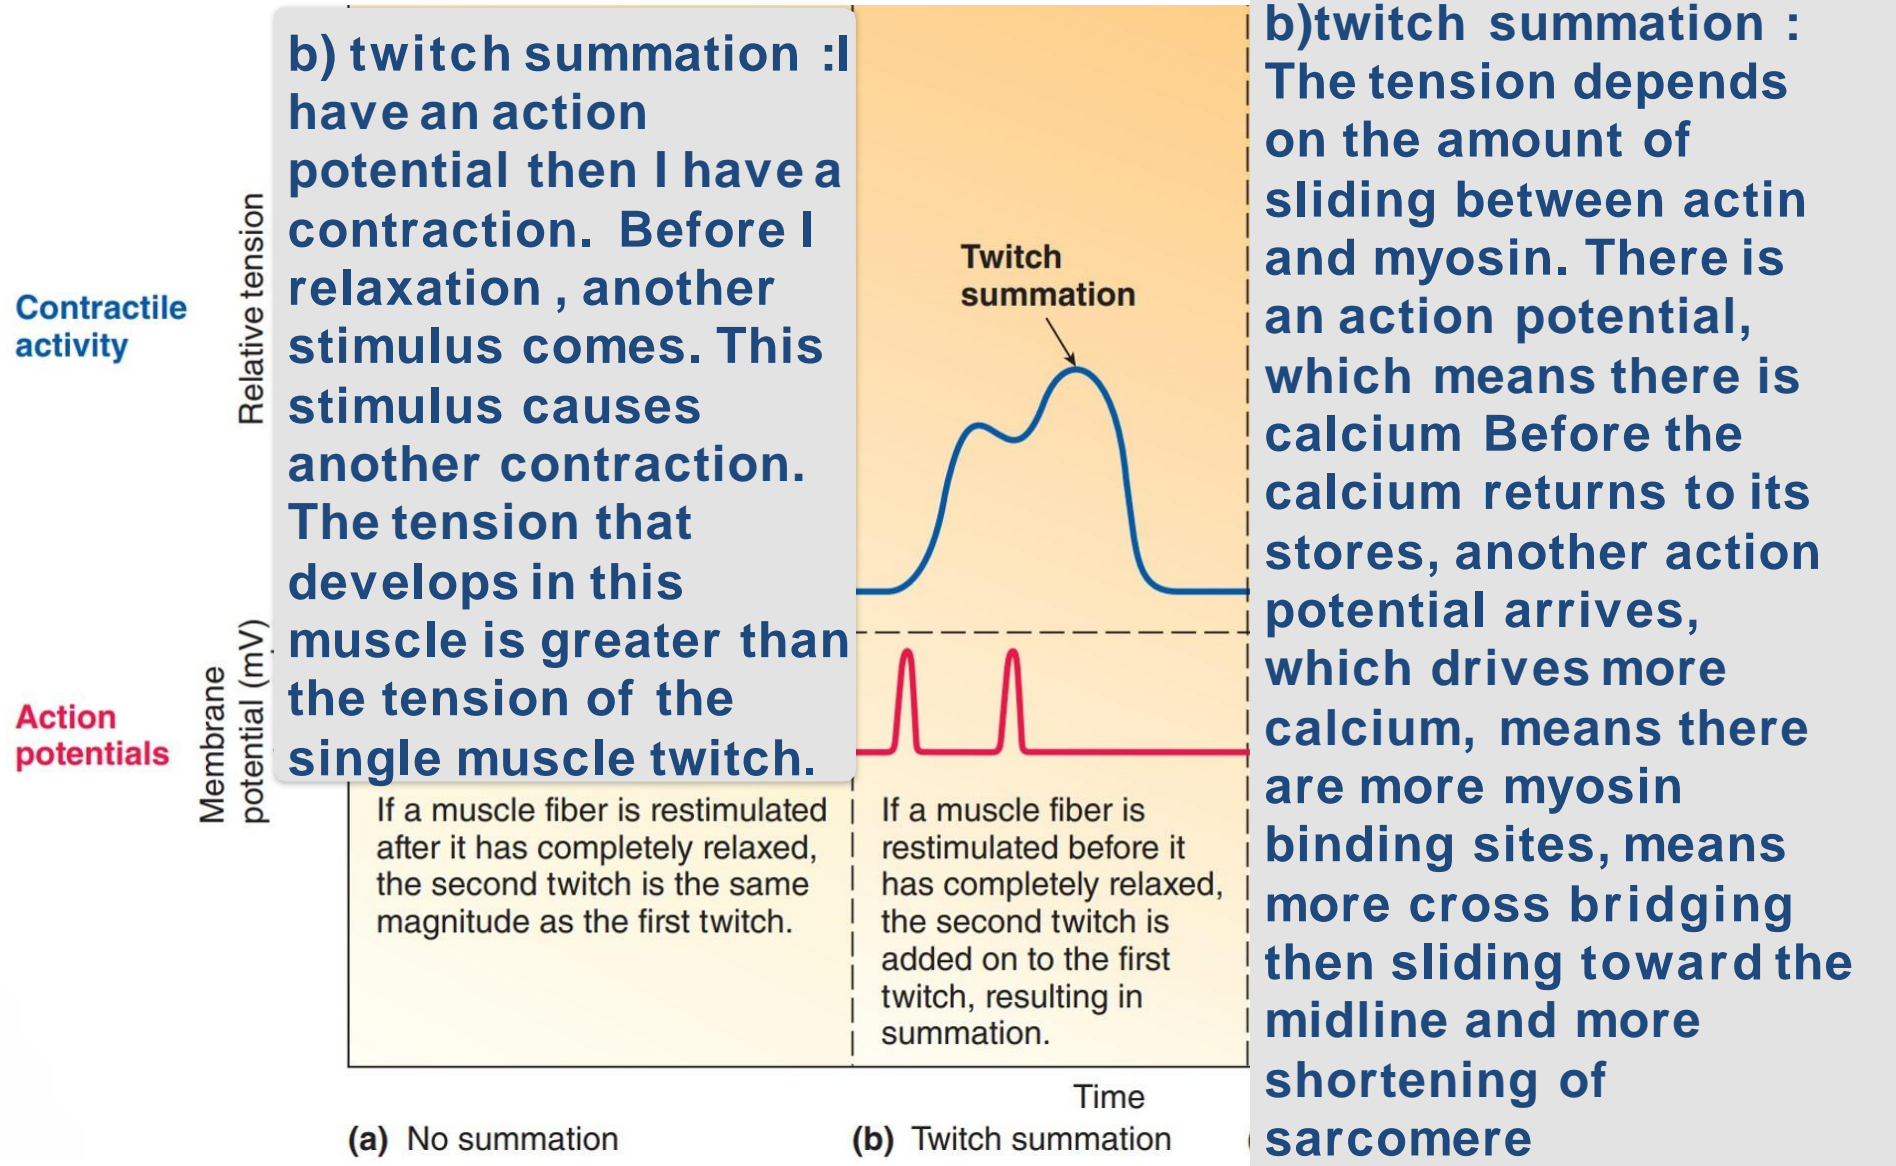 b) twitch summation :I
have an action
potential then I have a
contraction. Before I
relaxation , another
stimulus comes. This
stimulus causes
another contraction.
The tension that
develops in this
muscle is greater than
the tension of the
single muscle twitch.
Contractile
activity
Relative tension
Action
potentials
Membrane
potential (mV)
Twitch
summation
If a muscle fiber is restimulated
after it has completely relaxed,
the second twitch is the same
magnitude as the first twitch.
If a muscle fiber is
restimulated before it
has completely relaxed,
the second twitch is
added on to the first
twitch, resulting in
summation.
Time
(a) No summation
(b) Twitch summation
b)twitch summation :
The tension depends
on the amount of
sliding between actin
and myosin. There is
an action potential,
which means there is
calcium Before the
calcium returns to its
stores, another action
potential arrives,
which drives more
calcium, means there
are more myosin
binding sites, means
more cross bridging
then sliding toward the
midline and more
shortening of
sarcomere